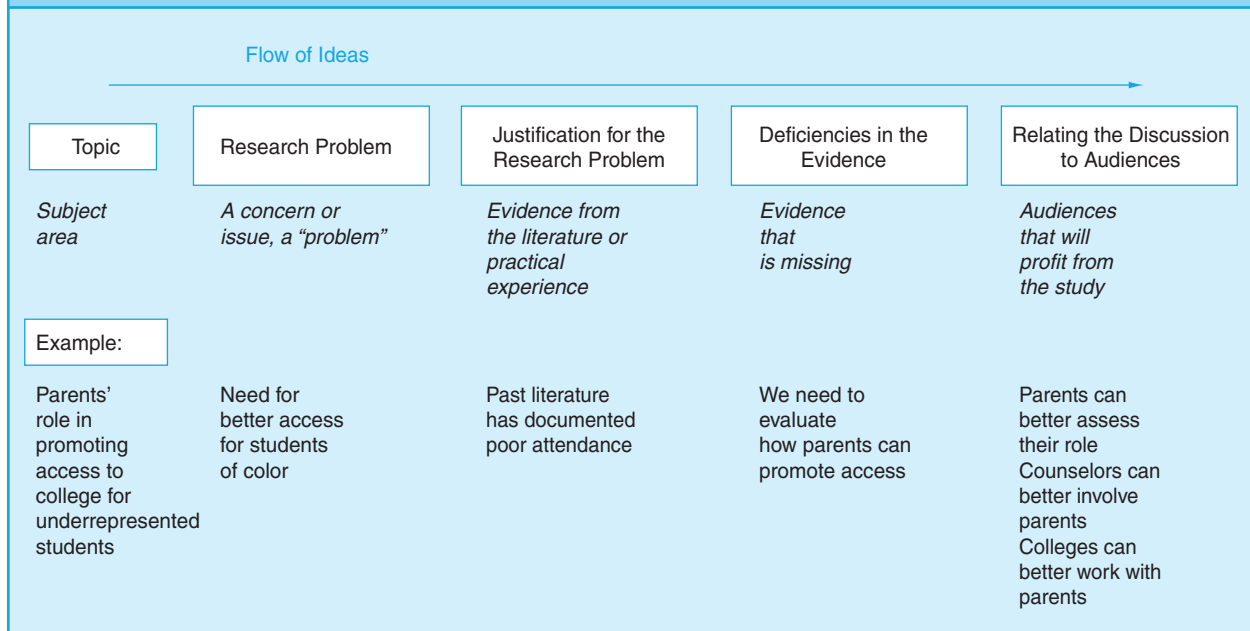 Flow of Ideas
Topic
Research Problem
Justification for the
Research Problem
Deficiencies in the
Evidence
Relating the Discussion
to Audiences
Subject
area
A concern or
issue, a “problem”
Evidence from
the literature or
practical
experience
Evidence
that
is missing
Audiences
that will
profit from
the study
Example:
Parents’
role in
promoting
access to
college for
underrepresented
students
Need for
better access
for students
of color
Past literature
has documented
poor attendance
We need to
evaluate
how parents can
promote access
Parents can
better assess
their role
Counselors can
better involve
parents
Colleges can
better work with
parents